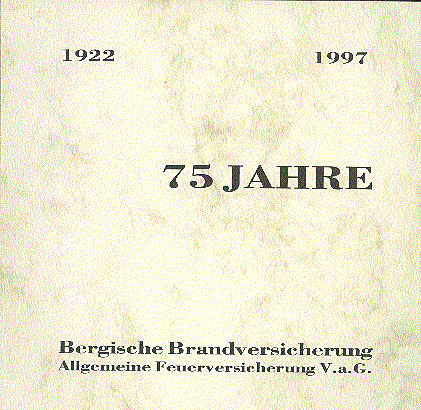 1922 1997
75 JAHRE
Bergische Brandversicherung
Allgemeine Feuerversicherung V.a.G.